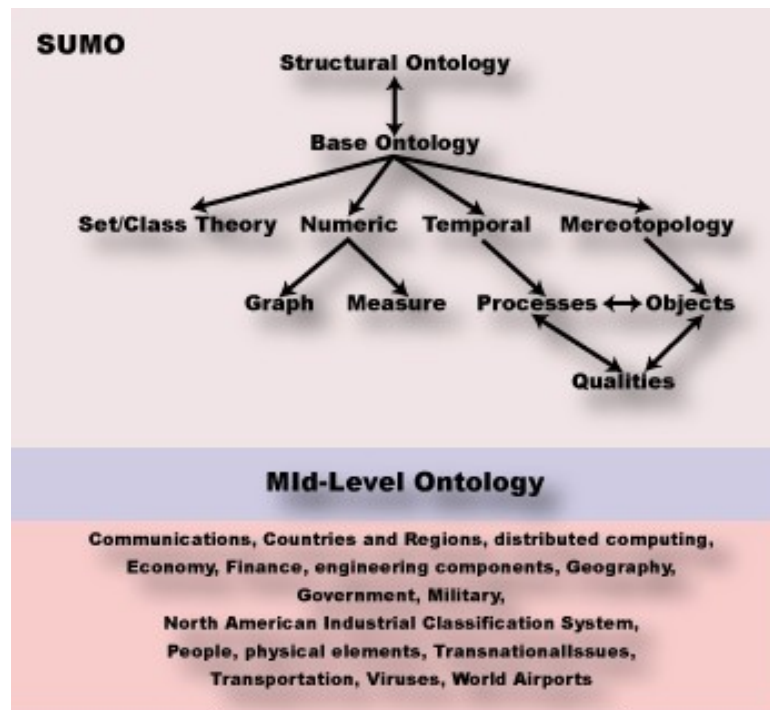 SUMO
Structural Ontology
Base Ontology
Set/Class Theory Numeric Temporal Mereotopology
Graph Measure Processes Objects
Qualities
MId-Level Ontology
Communications, Countries and Regions, distributed computing,
Economy, Finance, engineering components, Geography,
Government, Military,
North American Industrial Classification System,
People, physical elements, TransnationalIssues,
Transportation, Viruses, World Airports